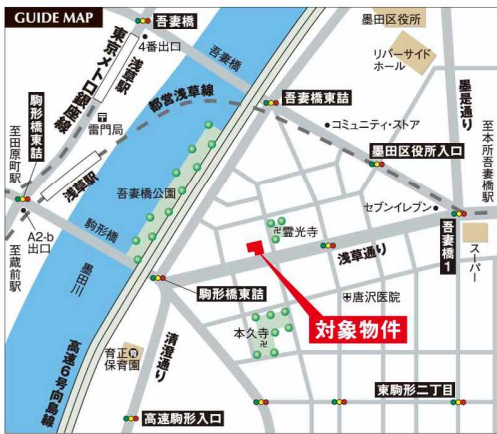 GUIDE MAP
吾妻橋
4番出口
浅草駅
東京メトロ銀座線
駒形橋東詰
至田原町駅
雷門局
浅草駅
都営浅草線
吾妻橋
吾妻橋東詰
墨田区役所
リバーサイド
ホール
墨是通り
コミュニティ・ストア
墨田区役所入口
至本所吾妻橋駅
セブンイレブン
吾妻橋1
スーパー
吾妻橋公園
霊光寺
浅草通り
駒形橋
A2-b
出口
至蔵前駅
墨田川
駒形橋東詰
唐沢医院
対象物件
本久寺
清澄通り
育正
保育園
育
高速6号向島線
高速駒形入口
東駒形二丁目